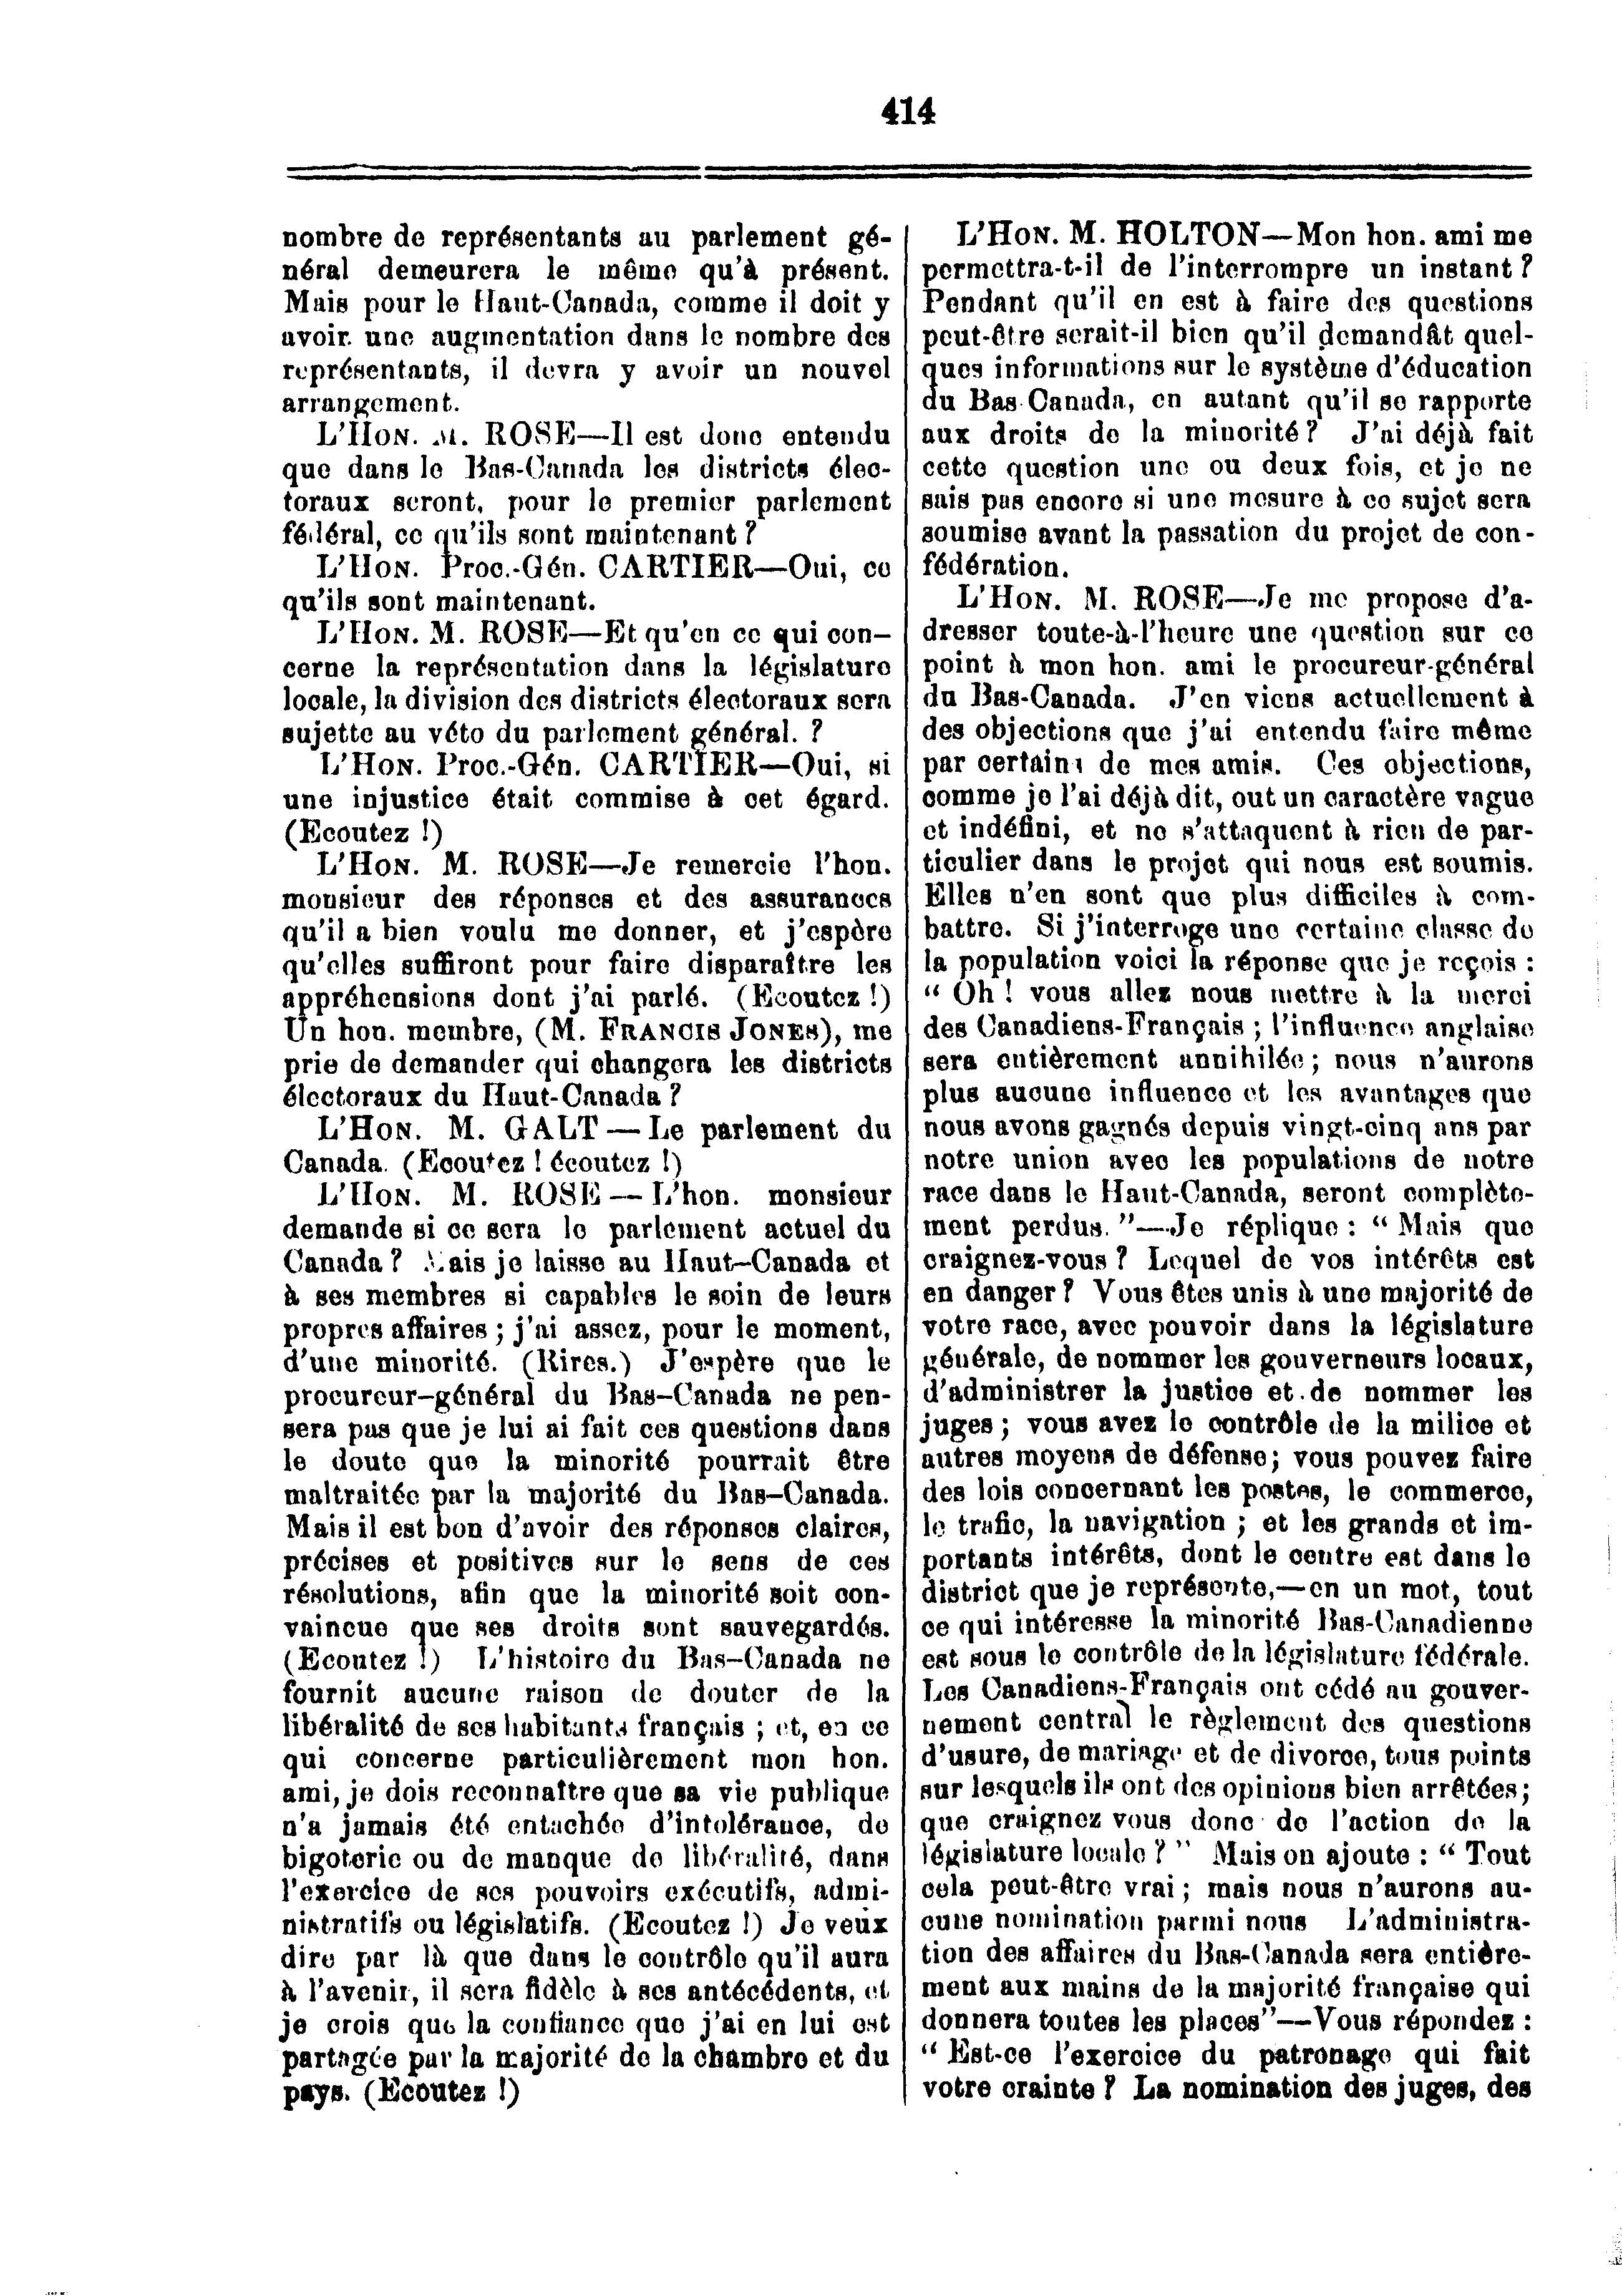 414
nombre de représentants au parlement gé-
néral demeurera le même qu'à présent.
Mais pour le Haut-Canada, comme il doit y
avoir une augmentation dans le nombre des
représentants, il devra y avoir un nouvel
arrangement.
L'HON. M. ROSE—Il est donc entendu
que dans le Bas-Canada les districts élec-
toraux seront, pour le premier parlement
fédéral, ce qu'ils sont maintenant ?
L'HON. Proc.-Gén. CARTIER—Oui, ce
qu'ils sont maintenant.
L'HON. M. ROSE—Et qu'en ce qui con-
cerne la représentation dans la législature
locale, la division des districts électoraux sera
sujette au véto du parlement général. ?
L'HON. Proc.-Gén. CARTIER—Oui, si
une injustice était commise à cet égard.
(Ecoutez !)
L'HON. M. ROSE—Je remercie l'hon.
monsieur des réponses et des assurances
qu'il a bien voulu me donner, et j'espère
qu'elles suffiront pour faire disparaître les
appréhensions dont j'ai parlé. (Ecoutez !)
Un hon. membre, (M. FRANCIS JONES), me
prie de demander qui changera les districts
électoraux du Haut-Canada ?
L'HON. M. GALT — Le parlement du
Canada. (Ecoutez ! écoutez !)
L'HON. M. ROSE — L'hon. monsieur
demande si ce sera le parlement actuel du
Canada ? Mais je laisse au Haut-Canada et
à ses membres si capables le soin de leurs
propres affaires ; j'ai assez, pour le moment,
d'une minorité. (Rires.) J'espère que le
procureur-général du Bas-Canada ne pen-
sera pas que je lui ai fait ces questions dans
le doute que la minorité pourrait être
maltraitée par la majorité du Bas-Canada.
Mais il est bon d'avoir des réponses claires,
précises et positives sur le sens de ces
résolutions, afin que la minorité soit con-
vaincue que ses droits sont sauvegardés.
(Ecoutez !) L'histoire du Bas-Canada ne
fournit aucune raison de douter de la
libéralité de ses habitants français ; et, en ce
qui concerne particulièrement mon hon.
ami, je dois reconnaître que sa vie publique
n'a jamais été entachée d'intolérance, de
bigoterie ou de manque de libéralité, dans
l'exercice de ses pouvoirs exécutifs, admi-
nistratifs ou législatifs. (Ecoutez !) Je veux
dire par là que dans le contrôle qu'il aura
à l'avenir, il sera fidèle à ses antécédents, et
je crois que la confiance que j'ai en lui est
partagée par la majorité de la chambre et du
pays. (Ecoutez !)
L'HON. M. HOLTON—Mon hon. ami me
permettra-t-il de l'interrompre un instant ?
Pendant qu'il en est à faire des questions
peut-être serait-il bien qu'il demandât quel-
ques informations sur le système d'éducation
du Bas-Canada, en autant qu'il se rapporte
aux droits de la minorité ? J'ai déjà fait
cette question une ou deux fois, et je ne
sais pas encore si une mesure à ce sujet sera
soumise avant la passation du projet de con-
fédération.
L'HON. M. ROSE—Je me propose d'a-
dresser toute-à-l'heure une question sur ce
point à mon hon. ami le procureur-général
du Bas-Canada. J'en viens actuellement à
des objections que j'ai entendu faire même
par certains de mes amis. Ces objections,
comme je l'ai déjà dit, out un caractère vague
et indéfini, et ne s'attaquent à rien de par-
ticulier dans le projet qui nous est soumis.
Elles n'en sont que plus difficiles à com-
battre. Si j'interroge une certaine classe de
la population voici la réponse que je reçois :
" Oh ! vous allez nous mettre à la merci
des Canadiens-Français ; l'influence anglaise
sera entièrement annihilée ; nous n'aurons
plus aucune influence et les avantages que
nous avons gagnés depuis vingt-cinq ans par
notre union avec les populations de notre
race dans le Haut-Canada, seront complète-
ment perdus. "—Je réplique : " Mais que
craignez-vous ? Lequel de vos intérêts est
en danger ? Vous êtes unis à une majorité de
votre race, avec pouvoir dans la législature
générale, de nommer les gouverneurs locaux,
d'administrer la justice et de nommer les
juges ; vous avez le contrôle de la milice et
autres moyens de défense; vous pouvez faire
des lois concernant les postes, le commerce,
le trafic, la navigation ; et les grands et im-
portants intérêts, dont le centre est dans le
district que je représente,—en un mot, tout
ce qui intéresse la minorité Bas-Canadienne
est sous le contrôle de la législature fédérale.
Les Canadiens-Français ont cédé au gouver-
nement central le règlement des questions
d'usure, de mariage et de divorce, tous points
sur lesquels ils ont des opinions bien arrêtées;
que craignez vous donc de l'action de la
législature locale ? " Mais on ajoute : " Tout
cela peut-être vrai ; mais nous n'aurons au-
cune nomination parmi nous L'administra-
tion des affaires du Bas-Canada sera entière-
ment aux mains de la majorité française qui
donnera toutes les places"—Vous répondez :
" Est-ce l'exercice du patronage qui fait
votre crainte ? La nomination des juges, des